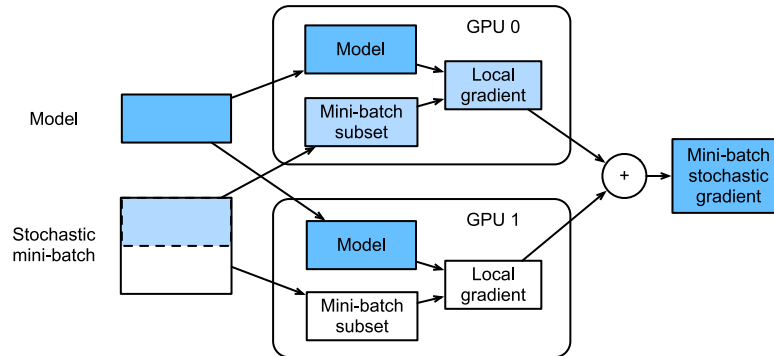 GPU 0
Model
Local
gradient
Mini-batch
subset
Model
Mini-batch
stochastic
gradient
+
Stochastic
mini-batch
GPU 1
Model
Local
gradient
Mini-batch
subset